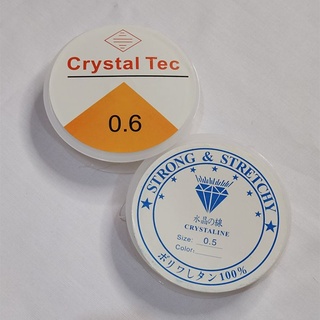 Crystal Tec
0.6
STRONG & STRETCHY
水晶の線
CRYSTALINE
Size: 0.5
Color:
ポリワレタン100%